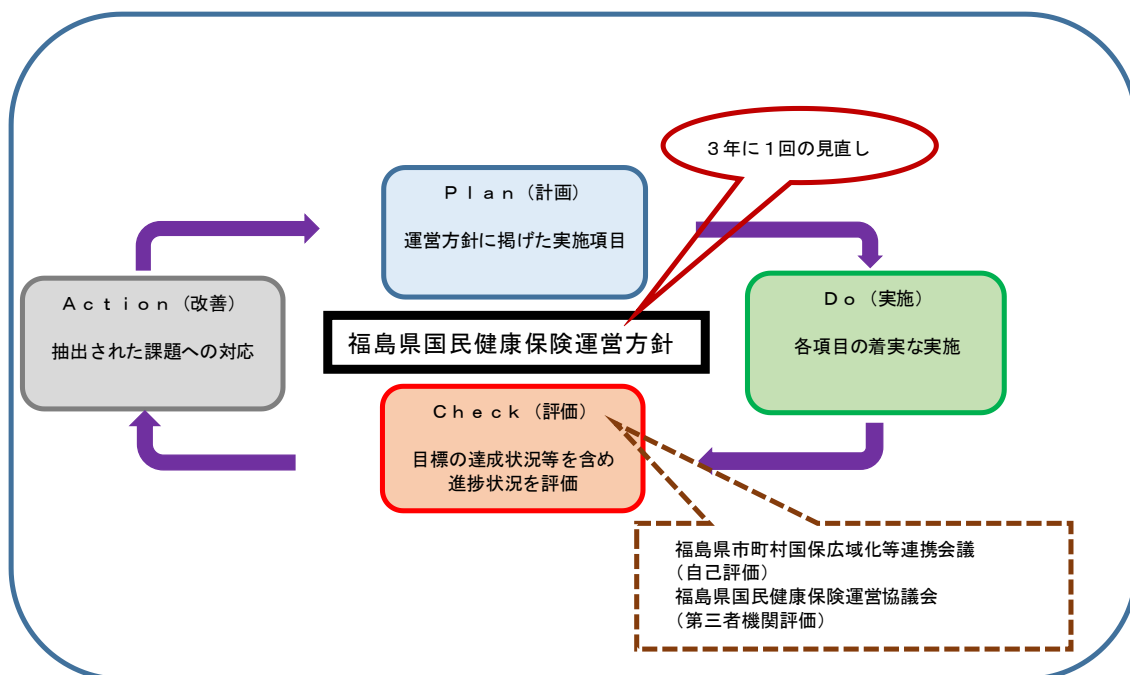 ３年に１回の見直し
Ｐｌａｎ（計画）
運営方針に掲げた実施項目
Ａｃｔｉｏｎ（改善）
抽出された課題への対応
Ｄｏ（実施）
各項目の着実な実施
福島県国民健康保険運営方針
Ｃｈｅｃｋ（評価）
目標の達成状況等を含め
進捗状況を評価
福島県市町村国保広域化等連携会議
（自己評価）
福島県国民健康保険運営協議会
（第三者機関評価）